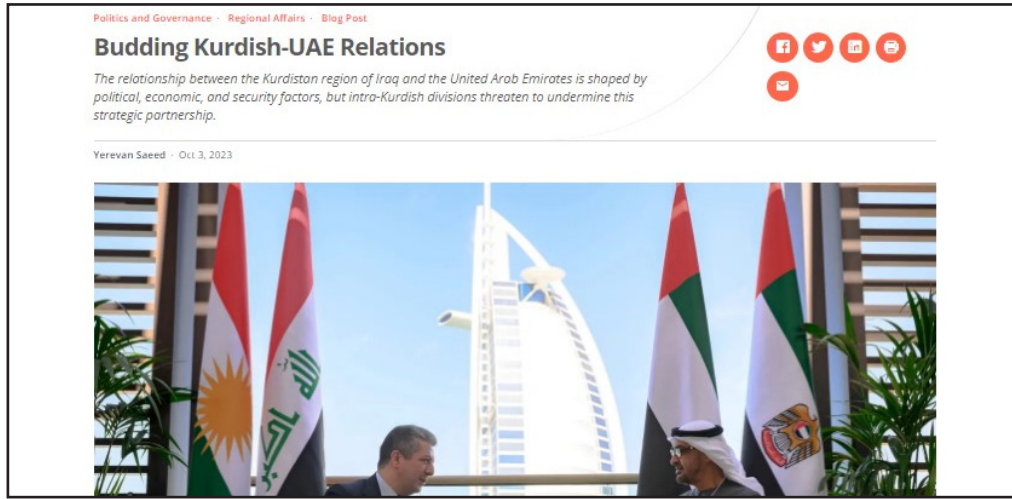 Politics and Governance · Regional Affairs · Blog Post
Budding Kurdish-UAE Relations
The relationship between the Kurdistan region of Iraq and the United Arab Emirates is shaped by
political, economic, and security factors, but intra-Kurdish divisions threaten to undermine this
strategic partnership.
Yerevan Saeed · Oct 3, 2023
الله
اكبر